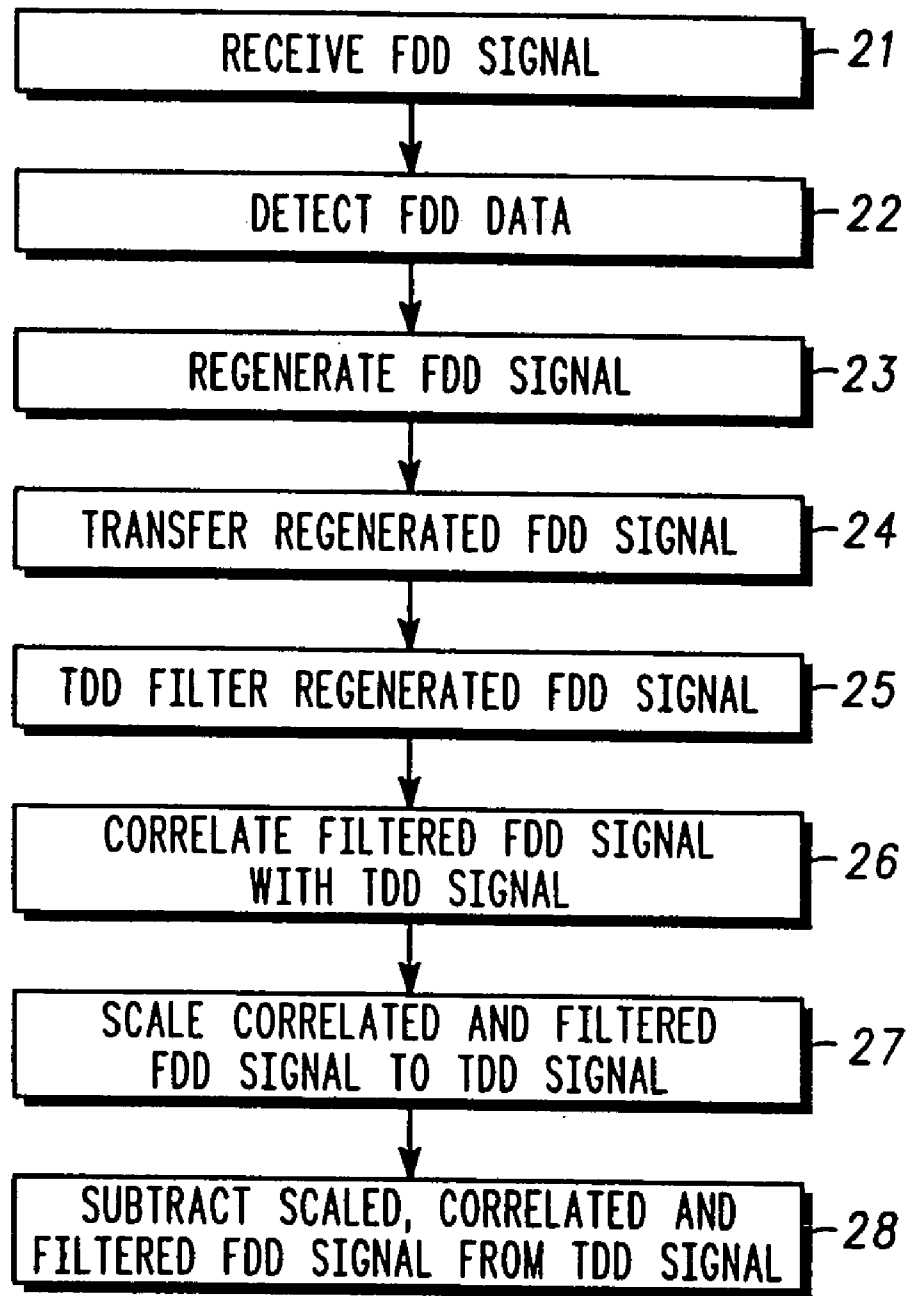 RECEIVE FDD SIGNAL 21
DETECT FDD DATA 22
REGENERATE FDD SIGNAL 23
TRANSFER REGENERATED FDD SIGNAL 24
TDD FILTER REGENERATED FDD SIGNAL 25
CORRELATE FILTERED FDD SIGNAL
WITH TDD SIGNAL 26
SCALE CORRELATED AND FILTERED
FDD SIGNAL TO TDD SIGNAL 27
SUBTRACT SCALED, CORRELATED AND
FILTERED FDD SIGNAL FROM TDD SIGNAL 28